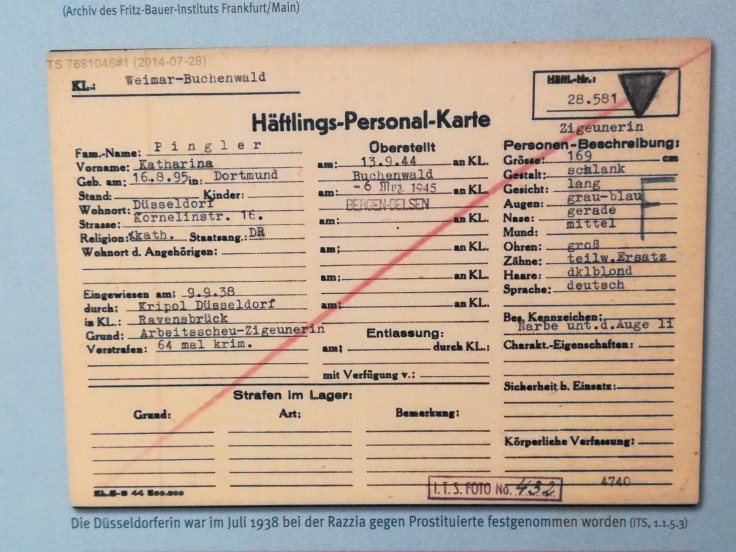 (Archiv des Fritz-Bauer-Instituts Frankfurt/Main)
TS 7681046#1 (2014-07-28)
KL.: Weimar-Buchenwald
Häftl.-Nr.:
28.581
Zigeunerin
Häftlings-Personal-Karte
Fam.-Name: Pingler
Vorname: Katharina
Geb. am: 16.8.95 in: Dortmund
Stand: Kinder:
Wohnort: Düsseldorf
Strasse: Kornelinstr. 16.
Religion: kath. Staatsang.: DR
Wohnort d. Angehörigen:
Eingewiesen am: 9.9.38
durch: Kripol Düsseldorf
in KL.: Ravensbrück
Grund: Arbeitsscheu-Zigeunerin
Vorstrafen: 64 mal krim.
Überstellt
am: 13.9.44 an KL.
Buchenwald
am: -6 Mrz. 1945 an KL.
BERGEN-BELSEN
am: an KL.
am: an KL.
am: an KL.
am: an KL.
Entlassung:
am: durch KL.:
mit Verfügung v.:
Personen-Beschreibung:
Grösse: 169 cm
Gestalt: schlank
Gesicht: lang
Augen: grau-blau
Nase: gerade
Mund: mittel
Ohren: groß
Zähne: teilw.Ersatz
Haare: dklblond
Sprache: deutsch
F
Bes. Kennzeichen:
Narbe unt.d.Auge li
Charakt.-Eigenschaften:
Sicherheit b. Einsatz:
Körperliche Verfassung:
4740
Strafen im Lager:
Grund: Art: Bemerkung:
I.T.S. FOTO No. 432
Die Düsseldorferin war im Juli 1938 bei der Razzia gegen Prostituierte festgenommen worden (ITS, 1.1.5.3)